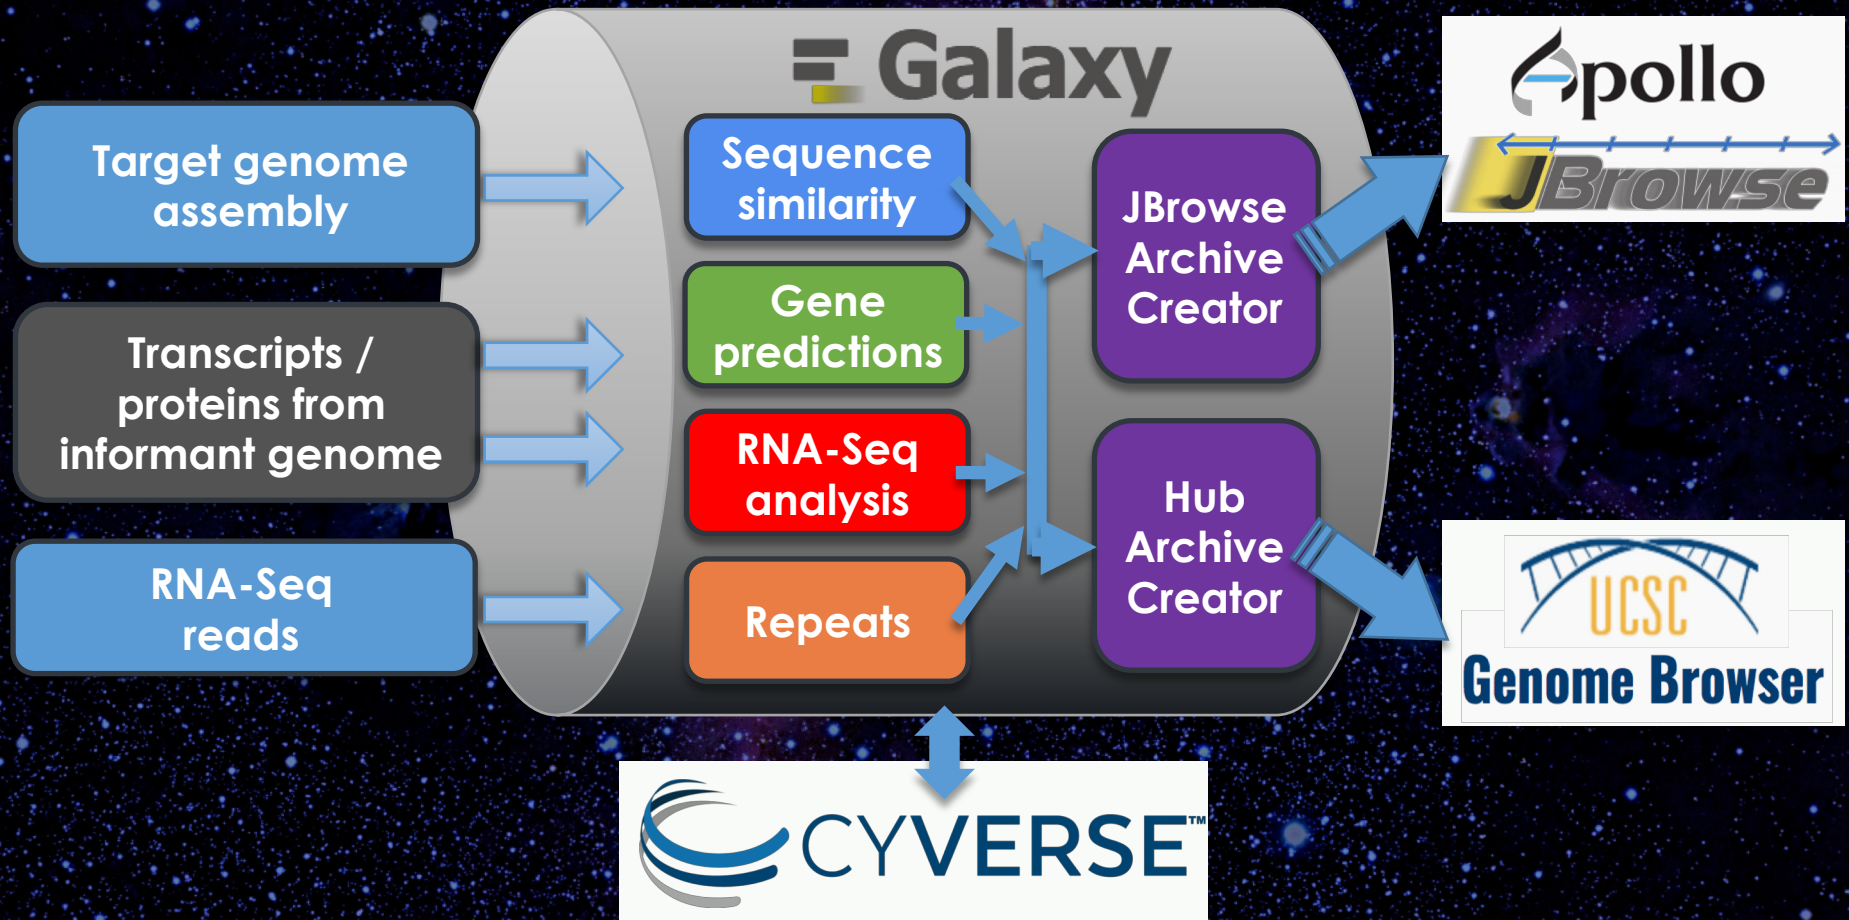 Galaxy
Target genome
assembly
Transcripts /
proteins from
informant genome
RNA-Seq
reads
Sequence
similarity
Gene
predictions
RNA-Seq
analysis
Repeats
JBrowse
Archive
Creator
Hub
Archive
Creator
Apollo
JBrowse
UCSC
Genome Browser
CYVERSE™